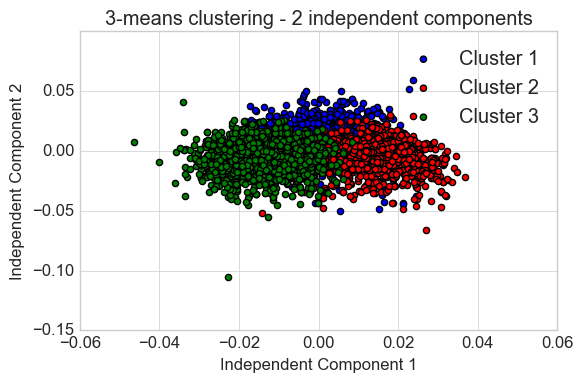 3-means clustering - 2 independent components
Cluster 1
Cluster 2
Cluster 3
Independent Component 2
0.05
0.00
−0.05
−0.10
−0.15
−0.06
−0.04
−0.02
0.00
0.02
0.04
0.06
Independent Component 1